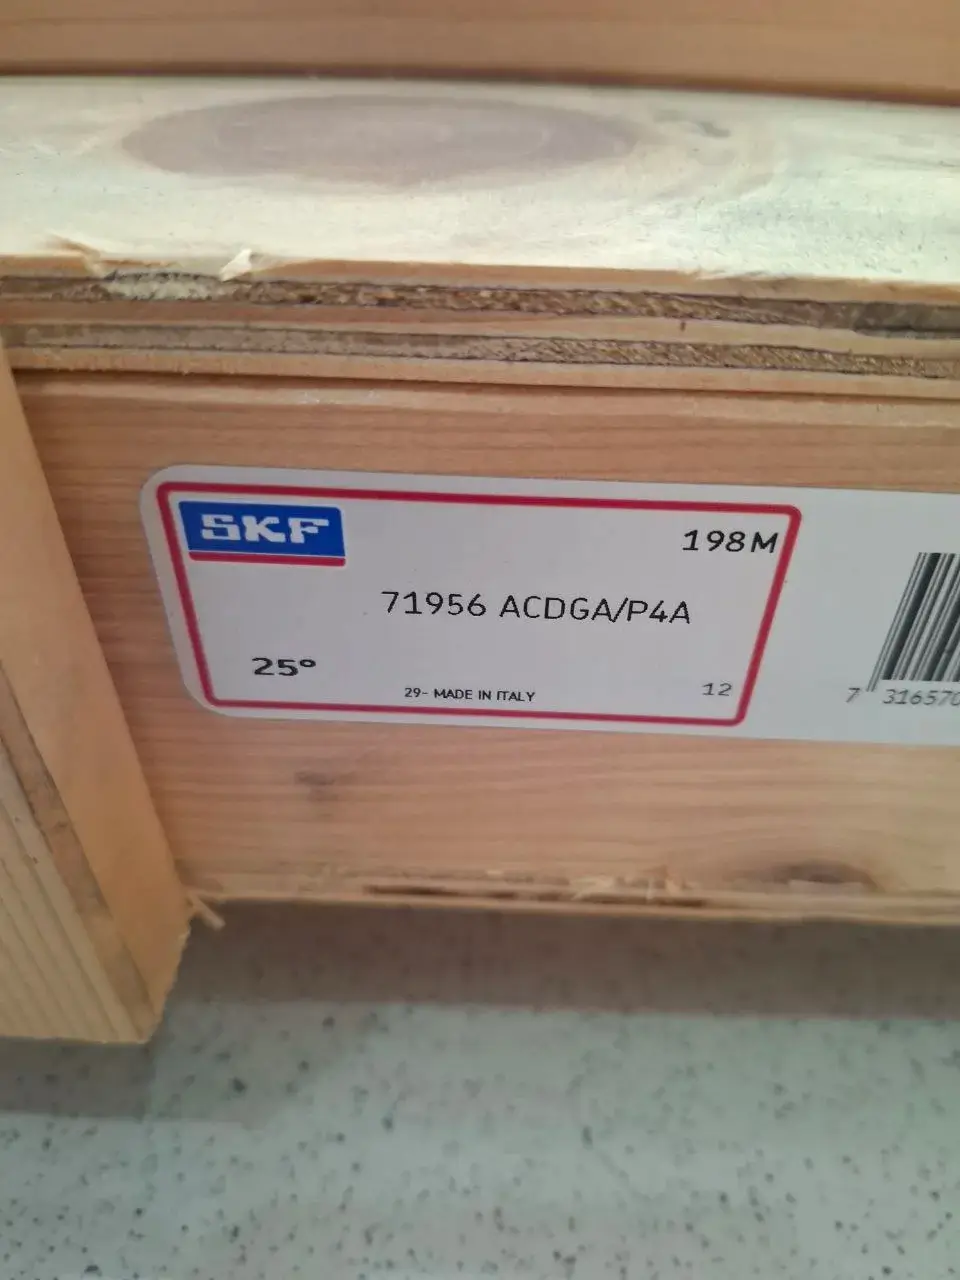 SKF
198M
71956 ACDGA/P4A
25°
29- MADE IN ITALY
12
7 316570